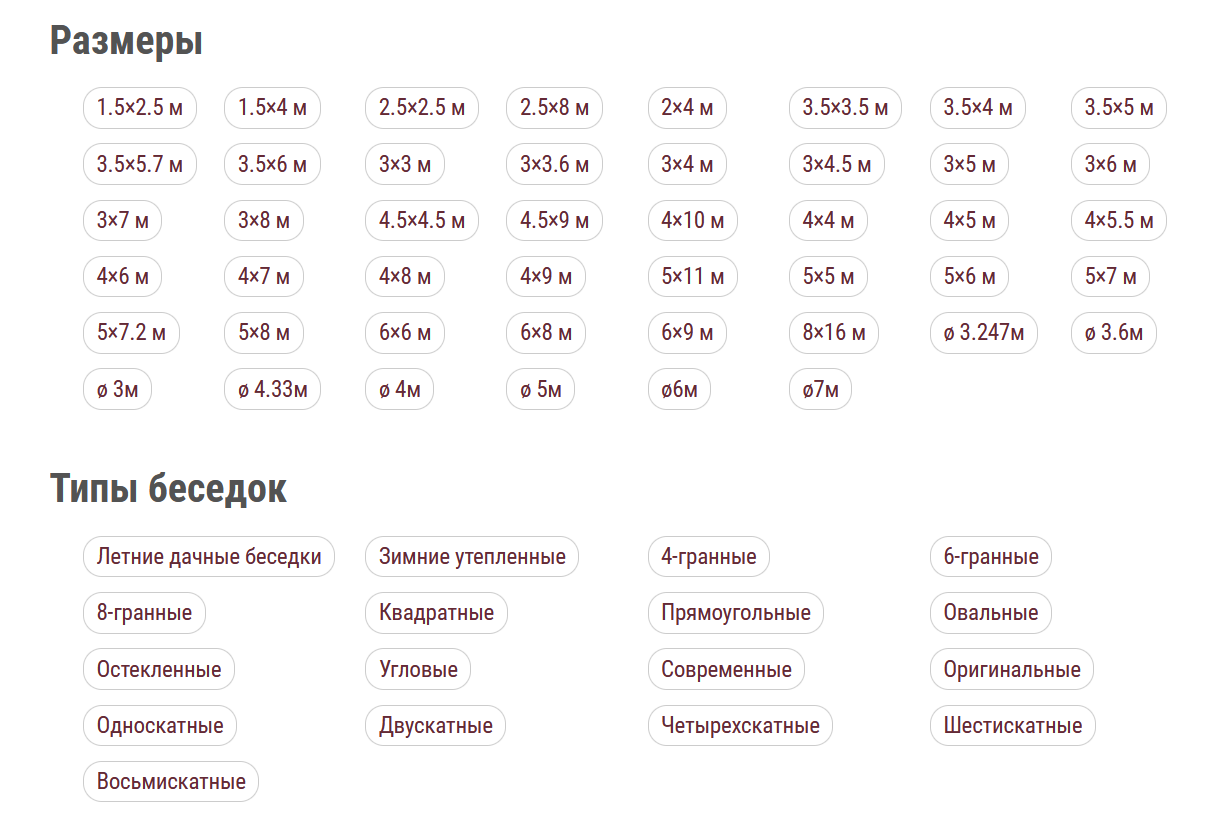 Размеры
1.5×2.5 м 1.5×4 м 2.5×2.5 м 2.5×8 м 2×4 м 3.5×3.5 м 3.5×4 м 3.5×5 м
3.5×5.7 м 3.5×6 м 3×3 м 3×3.6 м 3×4 м 3×4.5 м 3×5 м 3×6 м
3×7 м 3×8 м 4.5×4.5 м 4.5×9 м 4×10 м 4×4 м 4×5 м 4×5.5 м
4×6 м 4×7 м 4×8 м 4×9 м 5×11 м 5×5 м 5×6 м 5×7 м
5×7.2 м 5×8 м 6×6 м 6×8 м 6×9 м 8×16 м ø 3.247м ø 3.6м
ø 3м ø 4.33м ø 4м ø 5м ø6м ø7м
Типы беседок
Летние дачные беседки Зимние утепленные 4-гранные 6-гранные
8-гранные Квадратные Прямоугольные Овальные
Остекленные Угловые Современные Оригинальные
Односкатные Двускатные Четырехскатные Шестискатные
Восьмискатные